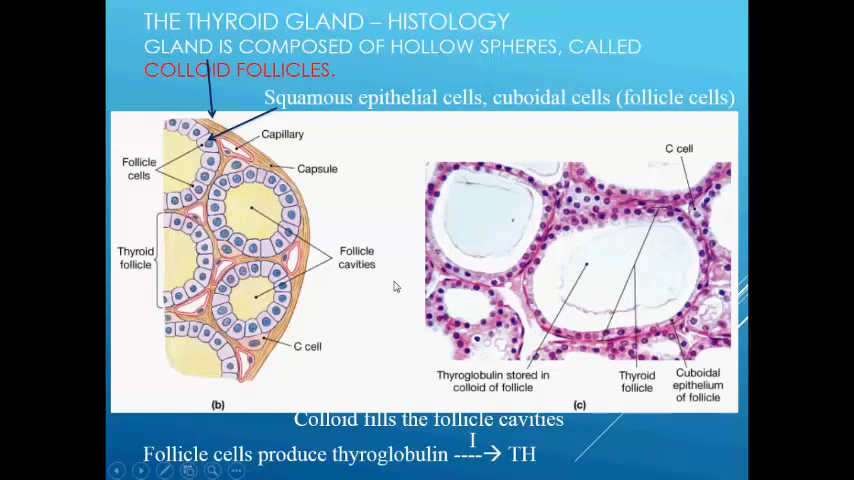 THE THYROID GLAND – HISTOLOGY
GLAND IS COMPOSED OF HOLLOW SPHERES, CALLED
COLLOID FOLLICLES.
Squamous epithelial cells, cuboidal cells (follicle cells)
Capillary
Follicle
cells
Capsule
Thyroid
follicle
Follicle
cavities
C cell
(b)
C cell
Thyroglobulin stored in
colloid of follicle
Thyroid
follicle
Cuboidal
epithelium
of follicle
(c)
Colloid fills the follicle cavities
I
Follicle cells produce thyroglobulin ----→ TH